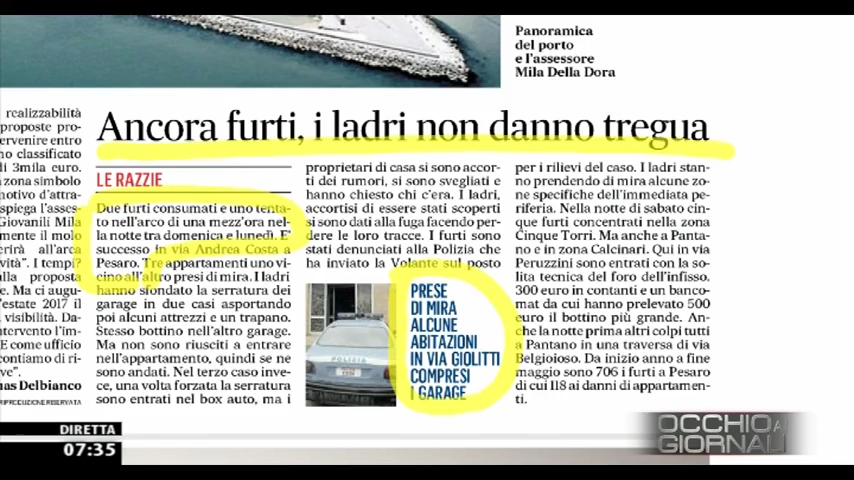 Panoramica
del porto
e l'assessore
Mila Della Dora
realizzabilità
proposte pro-
ervenire entro
no classificato
di 3mila euro.
zona simbolo
motivo d'attra-
spiega l'asses-
Giovanili Mila
mente il molo
erirà all'arca
vità". I tempi?
alla proposta
e. Ma ci augu-
'estate 2017 il
visibilità. Da-
tervento l'im-
E come ufficio
contiamo di ri-
ve".
as Delbianco
RIPRODUZIONE RISERVATA
Ancora furti, i ladri non danno tregua
LE RAZZIE
Due furti consumati e uno tenta-
to nell'arco di una mezz'ora nel-
la notte tra domenica e lunedì. E'
successo in via Andrea Costa a
Pesaro. Tre appartamenti uno vi-
cino all'altro presi di mira. I ladri
hanno sfondato la serratura dei
garage in due casi asportando
poi alcuni attrezzi e un trapano.
Stesso bottino nell'altro garage.
Ma non sono riusciti a entrare
nell'appartamento, quindi se ne
sono andati. Nel terzo caso inve-
ce, una volta forzata la serratura
sono entrati nel box auto, ma i
proprietari di casa si sono accor-
ti dei rumori, si sono svegliati e
hanno chiesto chi c'era. I ladri,
accortisi di essere stati scoperti
si sono dati alla fuga facendo per-
dere le loro tracce. I furti sono
stati denunciati alla Polizia che
ha inviato la Volante sul posto
POLIZIA
PRESE
DI MIRA
ALCUNE
ABITAZIONI
IN VIA GIOLITTI
COMPRESI
I GARAGE
per i rilievi del caso. I ladri stan-
no prendendo di mira alcune zo-
ne specifiche dell'immediata pe-
riferia. Nella notte di sabato cin-
que furti concentrati nella zona
Cinque Torri. Ma anche a Panta-
no e in zona Calcinari. Qui in via
Peruzzini sono entrati con la so-
lita tecnica del foro dell'infisso.
300 euro in contanti e un banco-
mat da cui hanno prelevato 500
euro il bottino più grande. An-
che la notte prima altri colpi tutti
a Pantano in una traversa di via
Belgioioso. Da inizio anno a fine
maggio sono 706 i furti a Pesaro
di cui 118 ai danni di appartamen-
ti.
DIRETTA
07:35
OCCHIO AI
GIORNALI